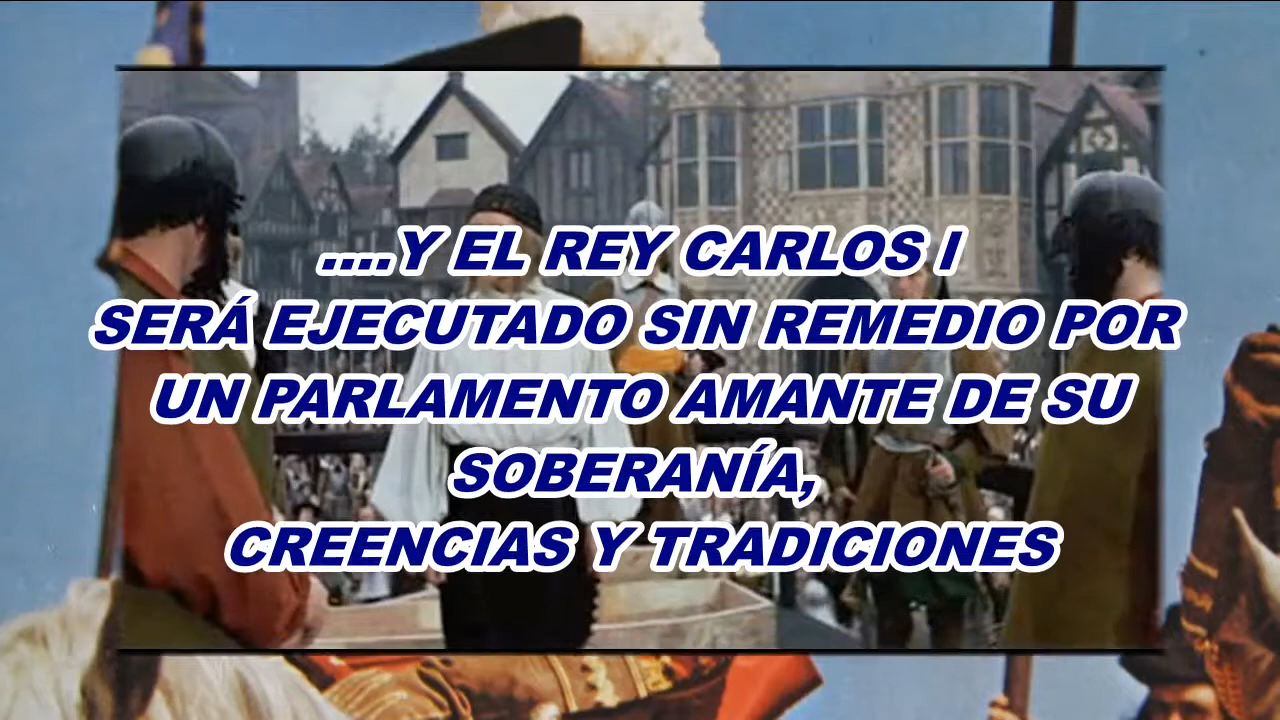 ....Y EL REY CARLOS I
SERÁ EJECUTADO SIN REMEDIO POR
UN PARLAMENTO AMANTE DE SU
SOBERANÍA,
CREENCIAS Y TRADICIONES